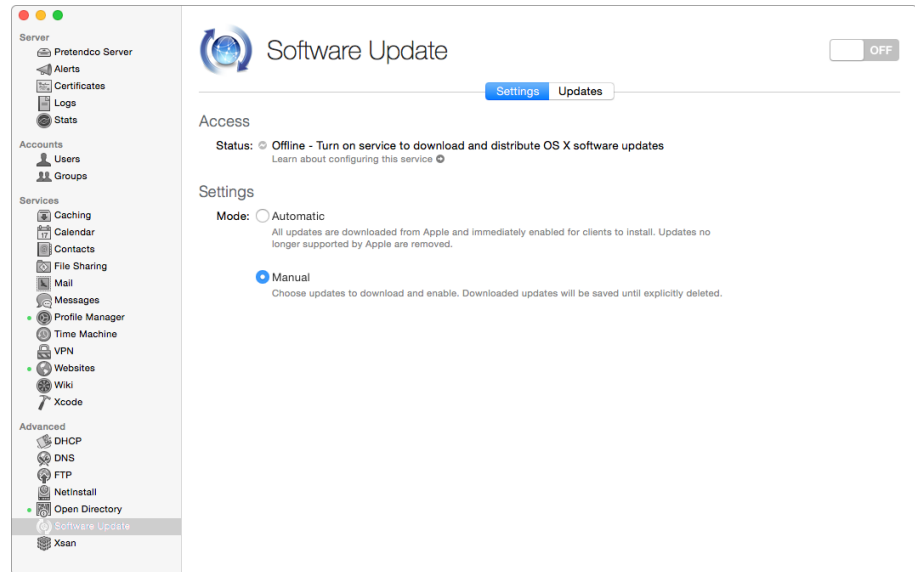 Server
Pretendco Server
Alerts
Certificates
Logs
Stats
Accounts
Users
Groups
Services
Caching
Calendar
Contacts
File Sharing
Mail
Messages
Profile Manager
Time Machine
VPN
Websites
Wiki
Xcode
Advanced
DHCP
DNS
FTP
NetInstall
Open Directory
Software Update
Xsan
Software Update
OFF
Settings Updates
Access
Status: Offline - Turn on service to download and distribute OS X software updates
Learn about configuring this service
Settings
Mode: Automatic
All updates are downloaded from Apple and immediately enabled for clients to install. Updates no
longer supported by Apple are removed.
Manual
Choose updates to download and enable. Downloaded updates will be saved until explicitly deleted.